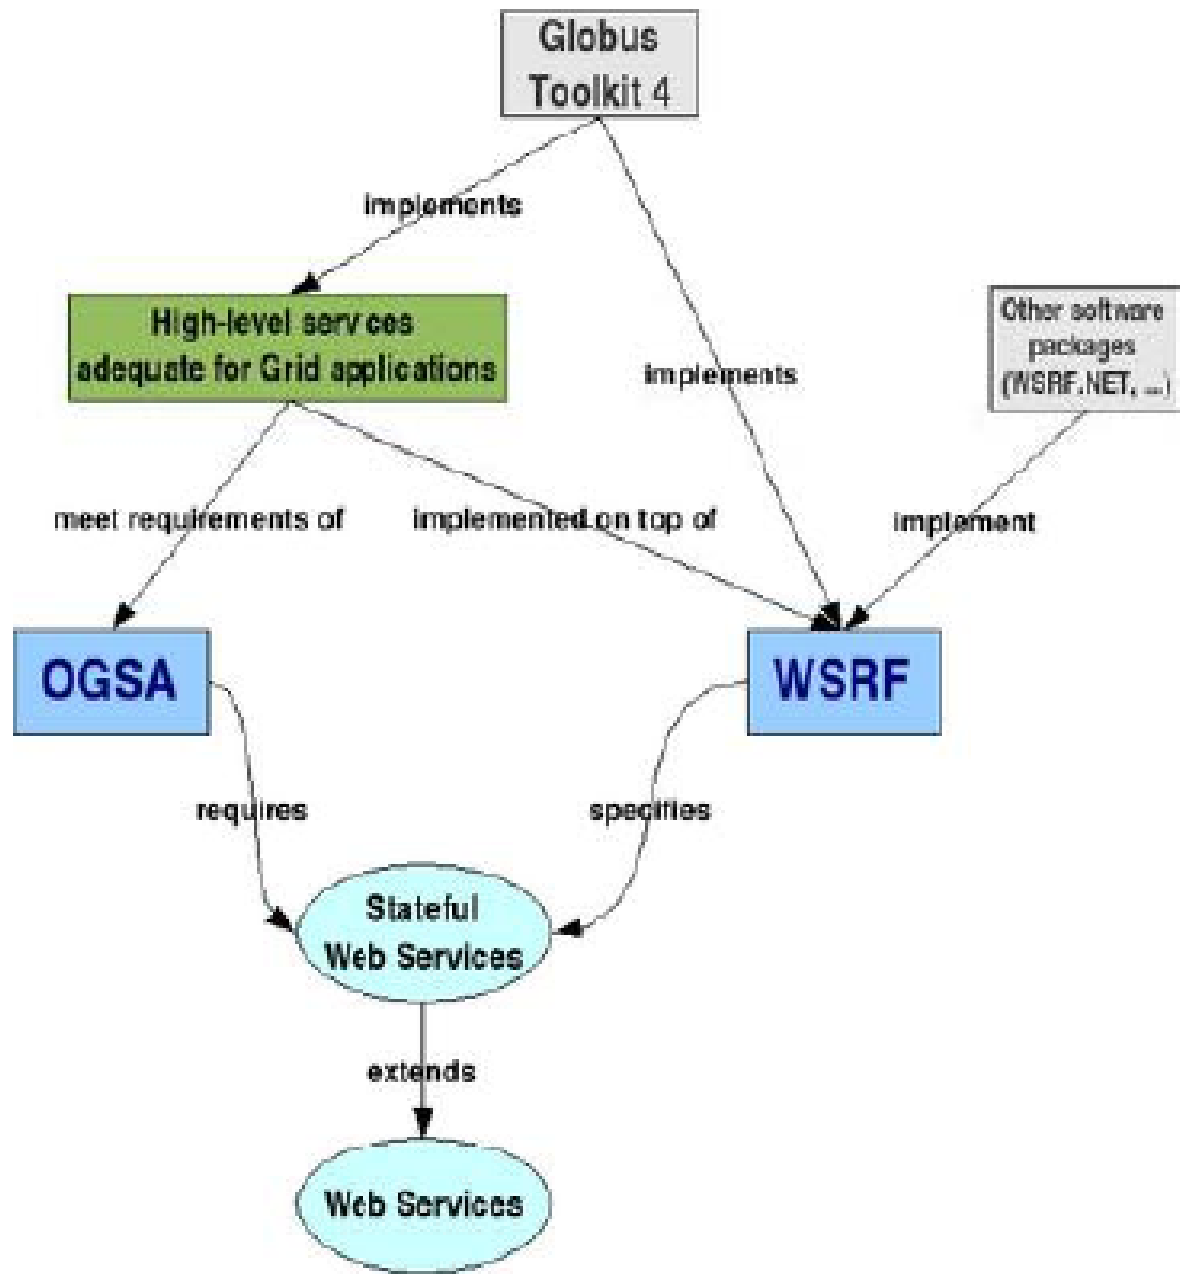 Globus
Toolkit 4
implements
High-level services
adequate for Grid applications
implements
Other software
packages
(WSRF.NET, ...)
meet requirements of
implemented on top of
implement
OGSA
WSRF
requires
specifies
Stateful
Web Services
extends
Web Services